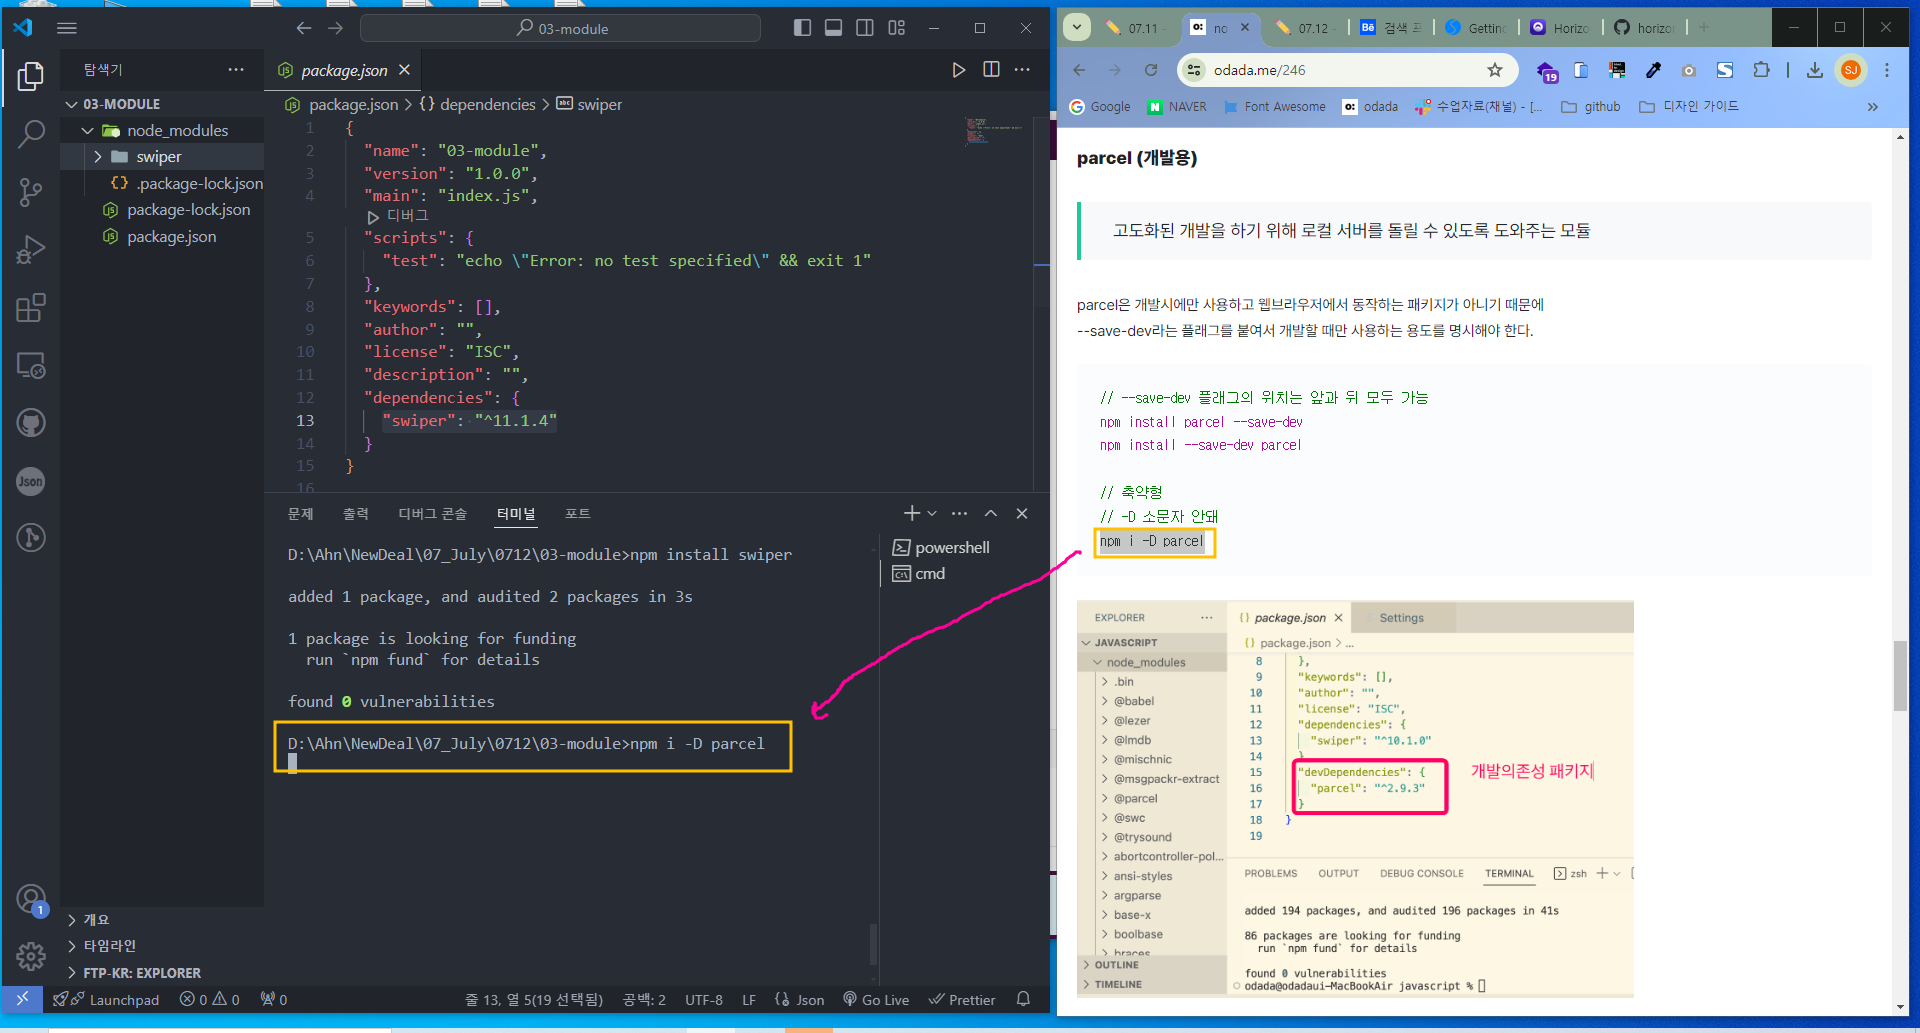 03-module
탐색기
03-MODULE
node_modules
swiper
.package-lock.json
package-lock.json
package.json
개요
타임라인
FTP-KR: EXPLORER
package.json
package.json > {} dependencies > swiper
1 {
2 "name": "03-module",
3 "version": "1.0.0",
4 "main": "index.js",
디버그
5 "scripts": {
6 "test": "echo \"Error: no test specified\" && exit 1"
7 },
8 "keywords": [],
9 "author": "",
10 "license": "ISC",
11 "description": "",
12 "dependencies": {
13 "swiper": "^11.1.4"
14 }
15 }
16
문제 출력 디버그 콘솔 터미널 포트
powershell
cmd
D:\Ahn\NewDeal\07_July\0712\03-module>npm install swiper
added 1 package, and audited 2 packages in 3s
1 package is looking for funding
run `npm fund` for details
found 0 vulnerabilities
D:\Ahn\NewDeal\07_July\0712\03-module>npm i -D parcel
Json
1
Launchpad 0 0 0 줄 13, 열 5(19 선택됨) 공백: 2 UTF-8 LF Json Go Live Prettier
07.11 no 07.12 검색 Gettin Horizo horizo
odada.me/246
19
SJ
Google NAVER Font Awesome odada 수업자료(채널) - [... github 디자인 가이드
parcel (개발용)
고도화된 개발을 하기 위해 로컬 서버를 돌릴 수 있도록 도와주는 모듈
parcel은 개발시에만 사용하고 웹브라우저에서 동작하는 패키지가 아니기 때문에
--save-dev라는 플래그를 붙여서 개발할 때만 사용하는 용도를 명시해야 한다.
// --save-dev 플래그의 위치는 앞과 뒤 모두 가능
npm install parcel --save-dev
npm install --save-dev parcel
// 축약형
// -D 소문자 안돼
npm i -D parcel
EXPLORER
JAVASCRIPT
node_modules
.bin
@babel
@lezer
@lmdb
@mischnic
@msgpackr-extract
@parcel
@swc
@trysound
abortcontroller-pol...
ansi-styles
argparse
base-x
boolbase
braces
OUTLINE
TIMELINE
package.json Settings
package.json > ...
8 },
9 "keywords": [],
10 "author": "",
11 "license": "ISC",
12 "dependencies": {
13 "swiper": "^10.1.0"
14 }
15 "devDependencies": {
16 "parcel": "^2.9.3"
17 }
18 }
19
개발의존성 패키지
PROBLEMS OUTPUT DEBUG CONSOLE TERMINAL zsh
added 194 packages, and audited 196 packages in 41s
86 packages are looking for funding
run `npm fund` for details
found 0 vulnerabilities
odada@odadaui-MacBookAir javascript %